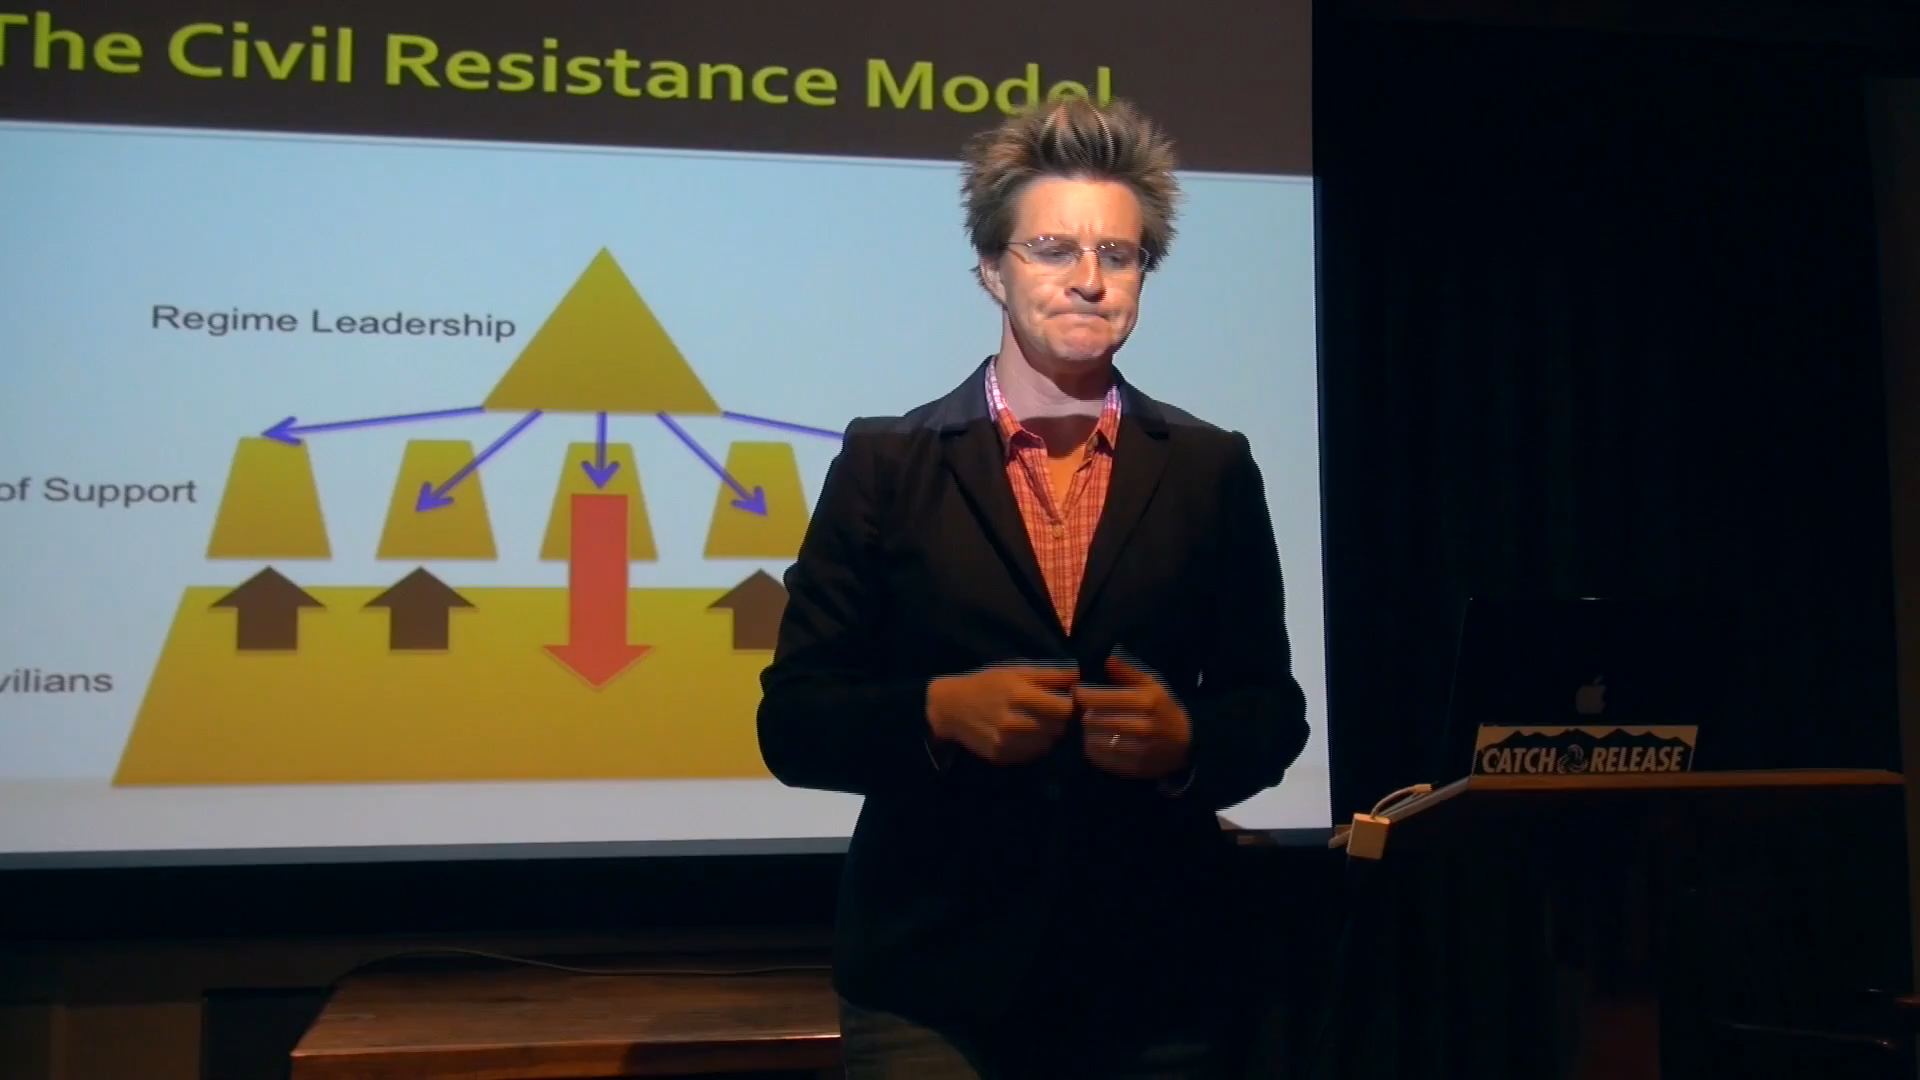 The Civil Resistance Model
Regime Leadership
of Support
vilians
CATCH RELEASE